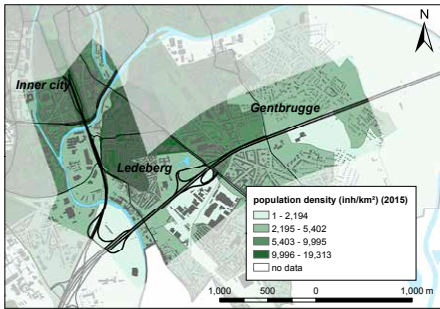 N
Inner city
Gentbrugge
Ledeberg
population density (inh/km²) (2015)
1 - 2,194
2,195 - 5,402
5,403 - 9,995
9,996 - 19,313
no data
1,000 500 0 1,000 m